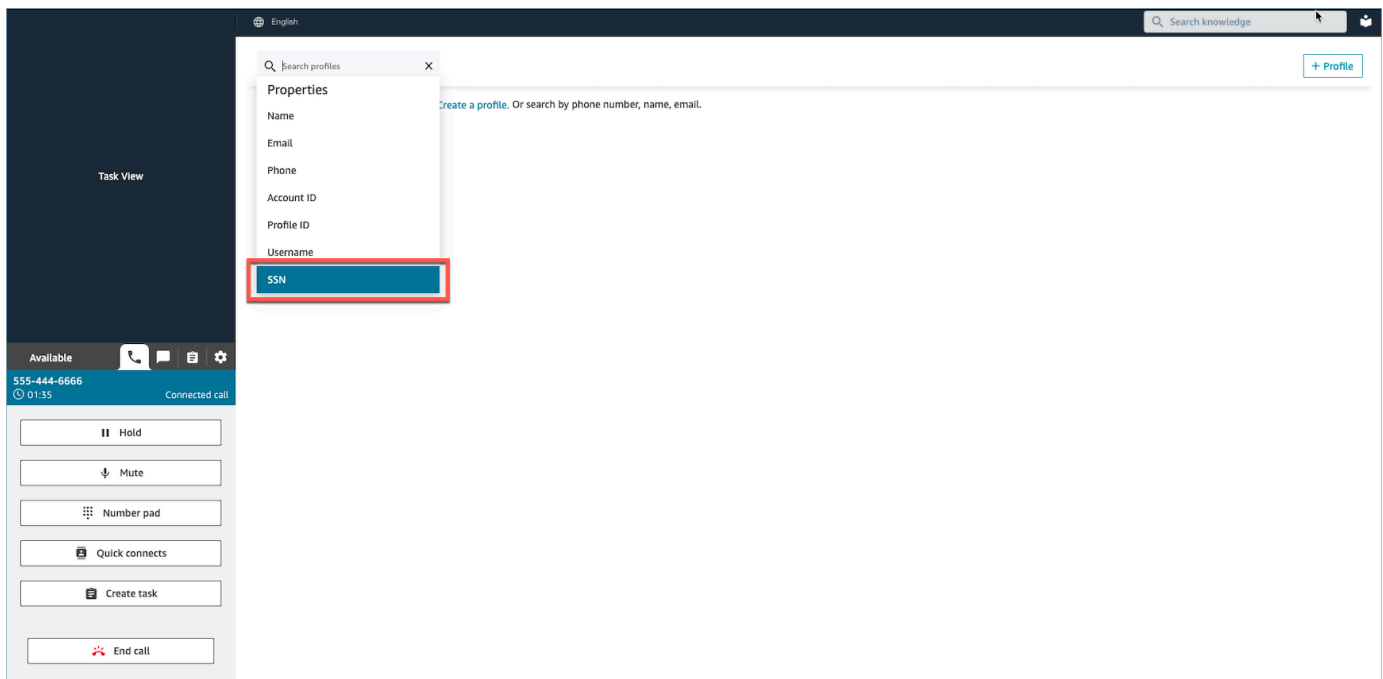 English
Search knowledge
Search profiles
+ Profile
Properties
Create a profile. Or search by phone number, name, email.
Name
Email
Phone
Task View
Account ID
Profile ID
Username
SSN
Available
555-444-6666
01:35 Connected call
Hold
Mute
Number pad
Quick connects
Create task
End call